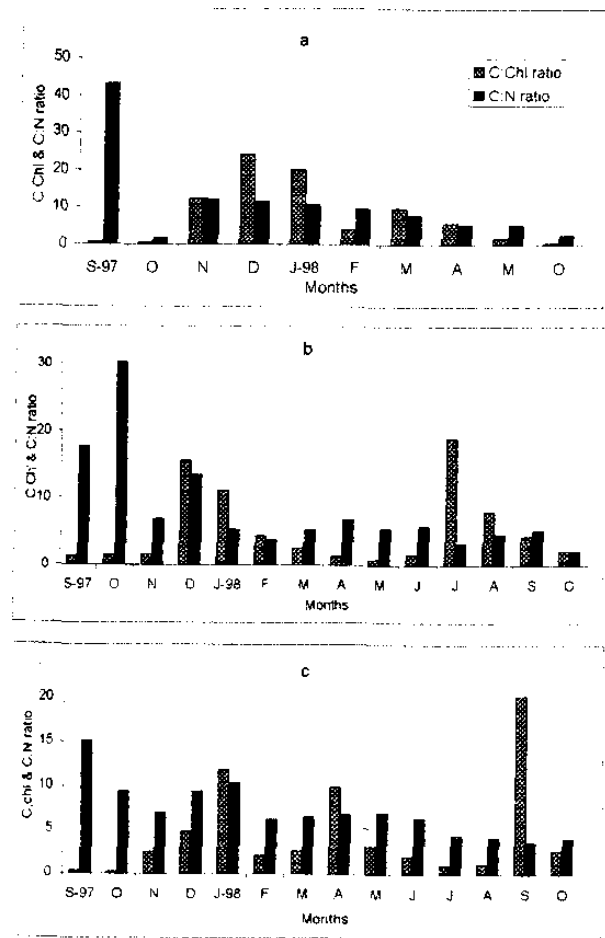 a
C:Chl ratio
C:N ratio
C:Chl & C:N ratio
50
40
30
20
10
0
S-97 O N D J-98 F M A M O
Months
b
C:Chl & C:N ratio
30
20
10
0
S-97 O N D J-98 F M A M J J A S O
Months
c
C,chl & C:N ratio
20
15
10
5
0
S-97 O N D J-98 F M A M J J A S O
Months